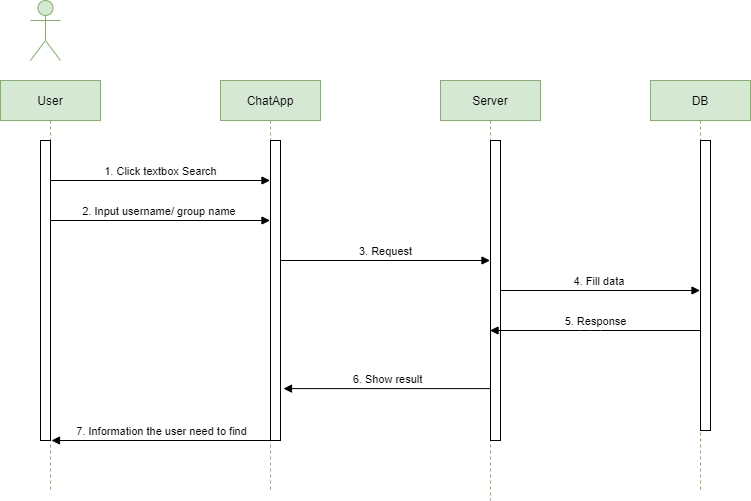 User
ChatApp
Server
DB
1. Click textbox Search
2. Input username/ group name
3. Request
4. Fill data
5. Response
6. Show result
7. Information the user need to find